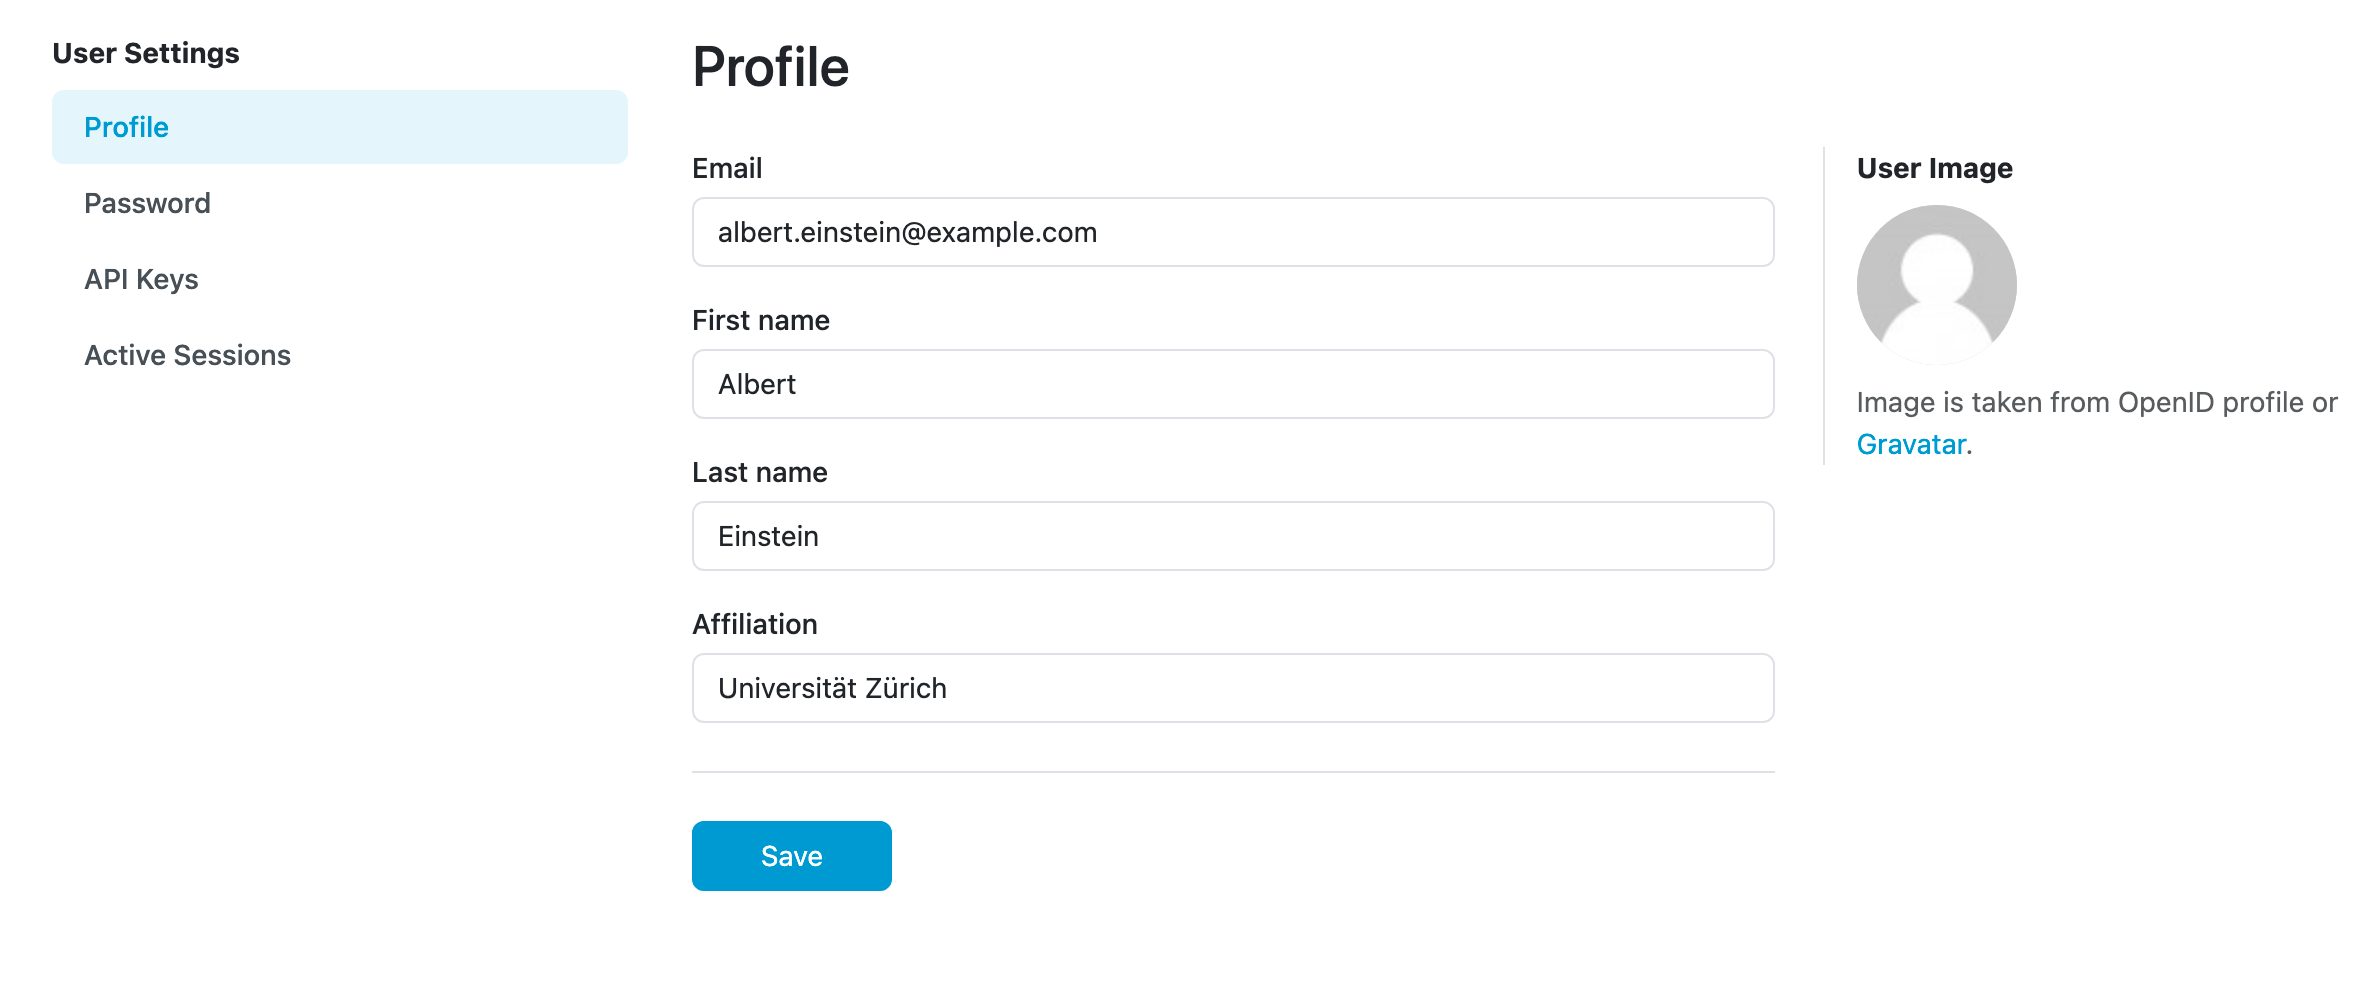 User Settings
Profile
Password
API Keys
Active Sessions
Profile
Email
albert.einstein@example.com
First name
Albert
Last name
Einstein
Affiliation
Universität Zürich
Save
User Image
Image is taken from OpenID profile or
Gravatar.